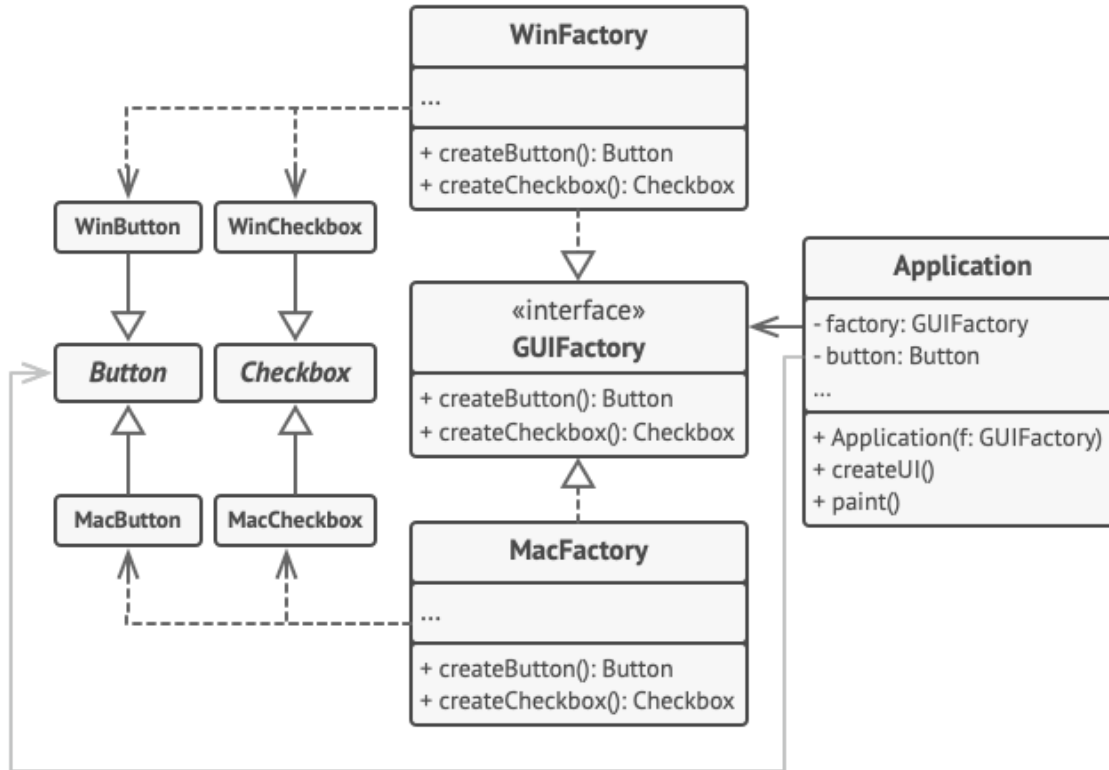 WinFactory
...
+ createButton(): Button
+ createCheckbox(): Checkbox
WinButton
WinCheckbox
Button
Checkbox
MacButton
MacCheckbox
«interface»
GUIFactory
+ createButton(): Button
+ createCheckbox(): Checkbox
Application
- factory: GUIFactory
- button: Button
...
+ Application(f: GUIFactory)
+ createUI()
+ paint()
MacFactory
...
+ createButton(): Button
+ createCheckbox(): Checkbox